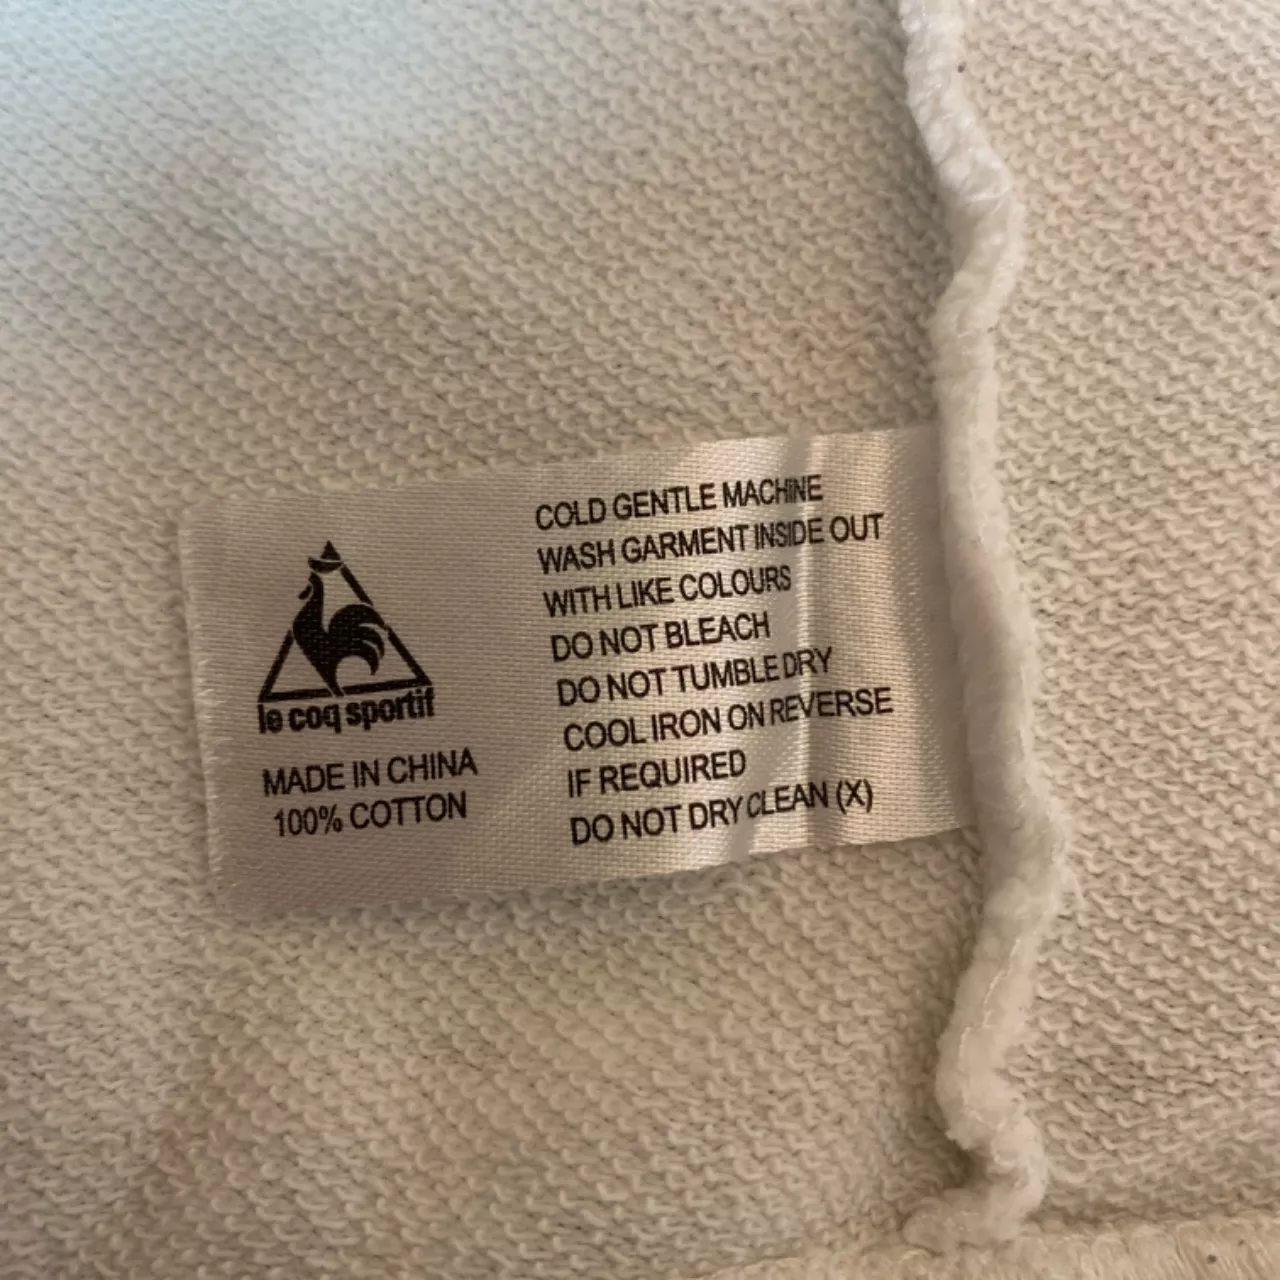 le coq sportif
MADE IN CHINA
100% COTTON
COLD GENTLE MACHINE
WASH GARMENT INSIDE OUT
WITH LIKE COLOURS
DO NOT BLEACH
DO NOT TUMBLE DRY
COOL IRON ON REVERSE
IF REQUIRED
DO NOT DRY CLEAN (X)